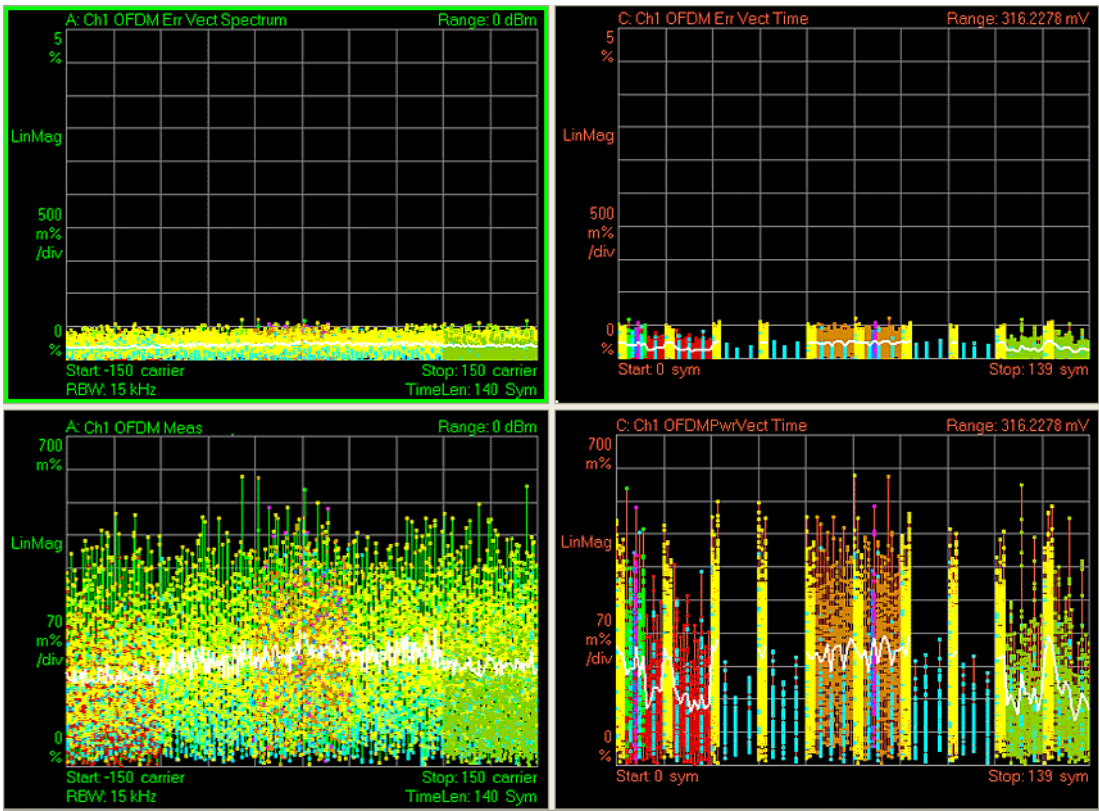 A: Ch1 OFDM Err Vect Spectrum Range: 0 dBm
5
%
LinMag
500
m%
/div
0
%
Start: -150 carrier Stop: 150 carrier
RBW: 15 kHz TimeLen: 140 Sym
C: Ch1 OFDM Err Vect Time Range: 316.2278 mV
5
%
LinMag
500
m%
/div
0
%
Start: 0 sym Stop: 139 sym
A: Ch1 OFDM Meas Range: 0 dBm
700
m%
LinMag
70
m%
/div
0
%
Start: -150 carrier Stop: 150 carrier
RBW: 15 kHz TimeLen: 140 Sym
C: Ch1 OFDMPwrVect Time Range: 316.2278 mV
700
m%
LinMag
70
m%
/div
0
%
Start: 0 sym Stop: 139 sym